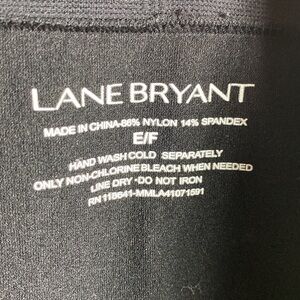 LANE BRYANT
MADE IN CHINA-86% NYLON 14% SPANDEX
E/F
HAND WASH COLD SEPARATELY
ONLY NON-CHLORINE BLEACH WHEN NEEDED
LINE DRY -DO NOT IRON
RN 118641-MMLA41071591